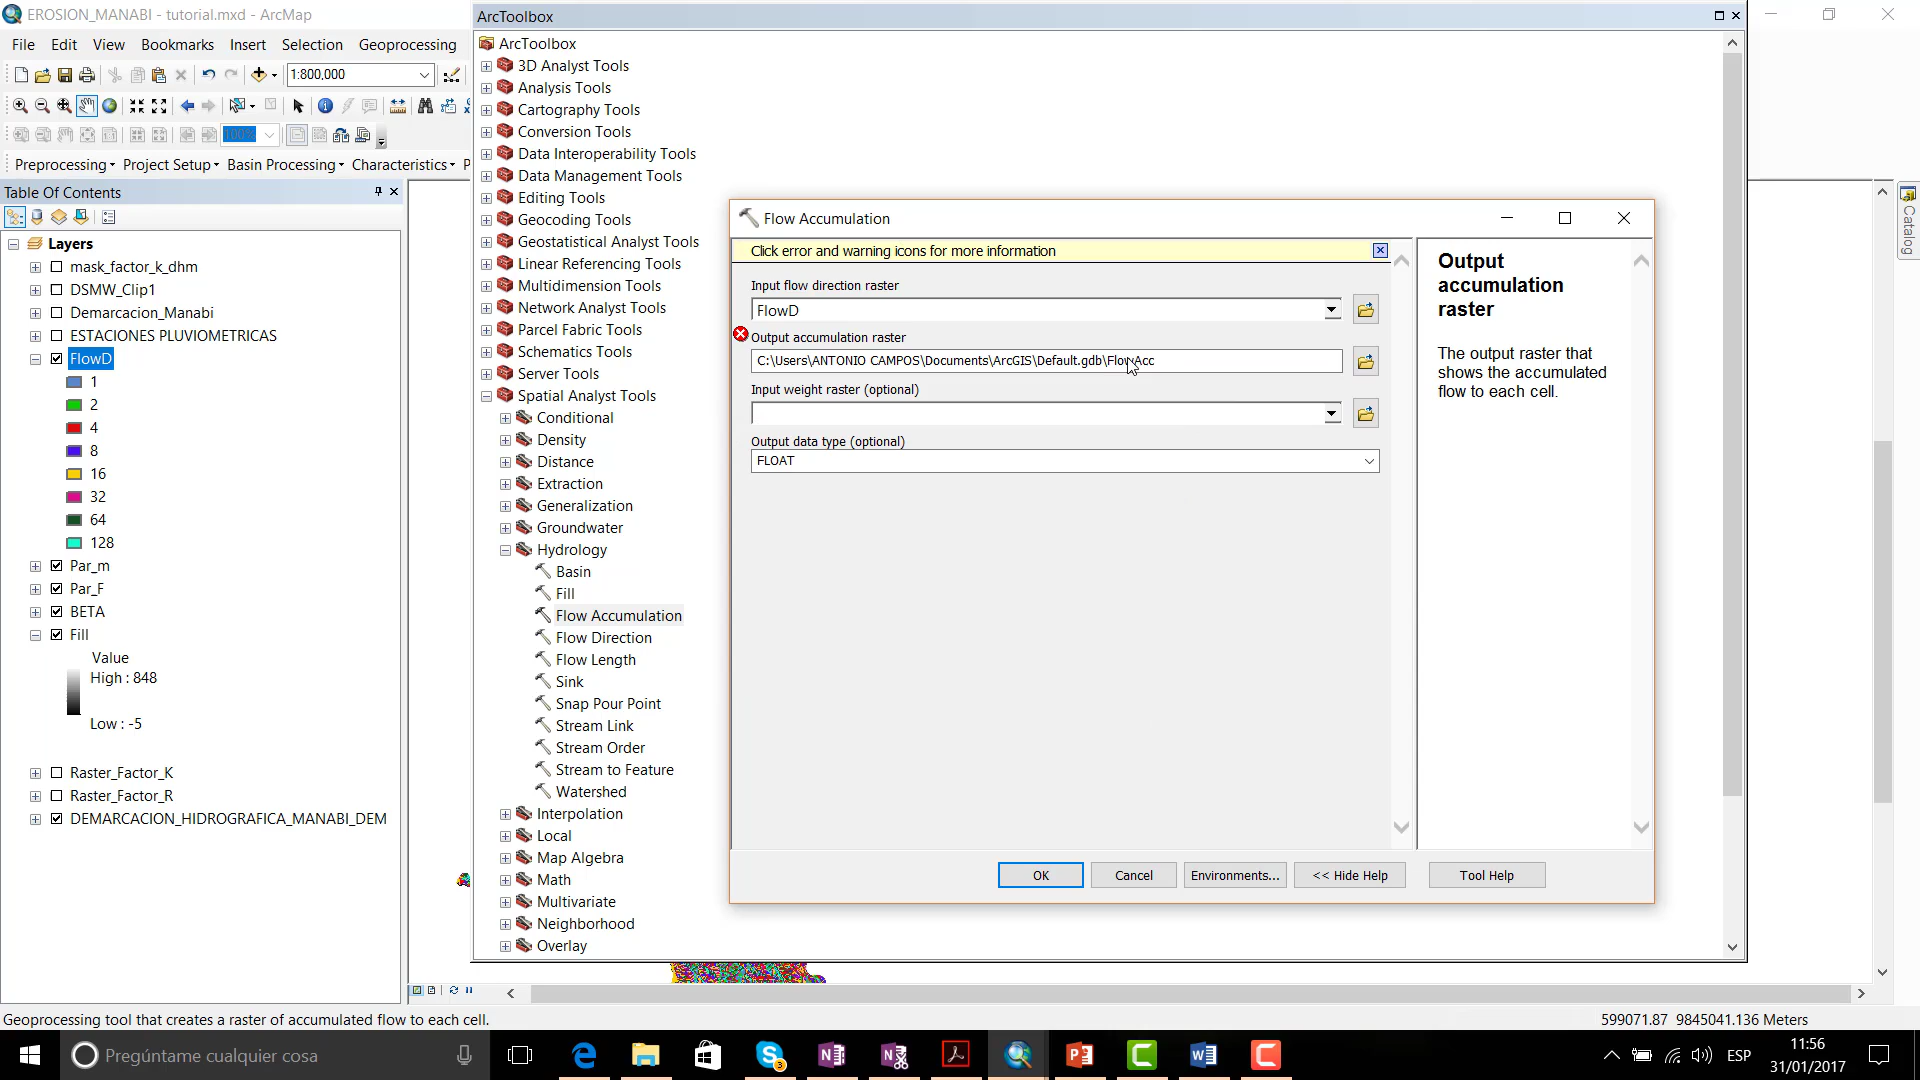 EROSION_MANABI - tutorial.mxd - ArcMap
File Edit View Bookmarks Insert Selection Geoprocessing
1:800,000
100%
Preprocessing Project Setup Basin Processing Characteristics P
Table Of Contents
Layers
mask_factor_k_dhm
DSMW_Clip1
Demarcacion_Manabi
ESTACIONES PLUVIOMETRICAS
FlowD
1
2
4
8
16
32
64
128
Par_m
Par_F
BETA
Fill
Value
High : 848
Low : -5
Raster_Factor_K
Raster_Factor_R
DEMARCACION_HIDROGRAFICA_MANABI_DEM
ArcToolbox
ArcToolbox
3D Analyst Tools
Analysis Tools
Cartography Tools
Conversion Tools
Data Interoperability Tools
Data Management Tools
Editing Tools
Geocoding Tools
Geostatistical Analyst Tools
Linear Referencing Tools
Multidimension Tools
Network Analyst Tools
Parcel Fabric Tools
Schematics Tools
Server Tools
Spatial Analyst Tools
Conditional
Density
Distance
Extraction
Generalization
Groundwater
Hydrology
Basin
Fill
Flow Accumulation
Flow Direction
Flow Length
Sink
Snap Pour Point
Stream Link
Stream Order
Stream to Feature
Watershed
Interpolation
Local
Map Algebra
Math
Multivariate
Neighborhood
Overlay
Flow Accumulation
Click error and warning icons for more information
Input flow direction raster
FlowD
Output accumulation raster
C:\Users\ANTONIO CAMPOS\Documents\ArcGIS\Default.gdb\FlowAcc
Input weight raster (optional)
Output data type (optional)
FLOAT
OK Cancel Environments... << Hide Help Tool Help
Output accumulation raster
The output raster that
shows the accumulated
flow to each cell.
Catalog
Geoprocessing tool that creates a raster of accumulated flow to each cell.
599071.87 9845041.136 Meters
Pregúntame cualquier cosa
3
ESP
11:56
31/01/2017